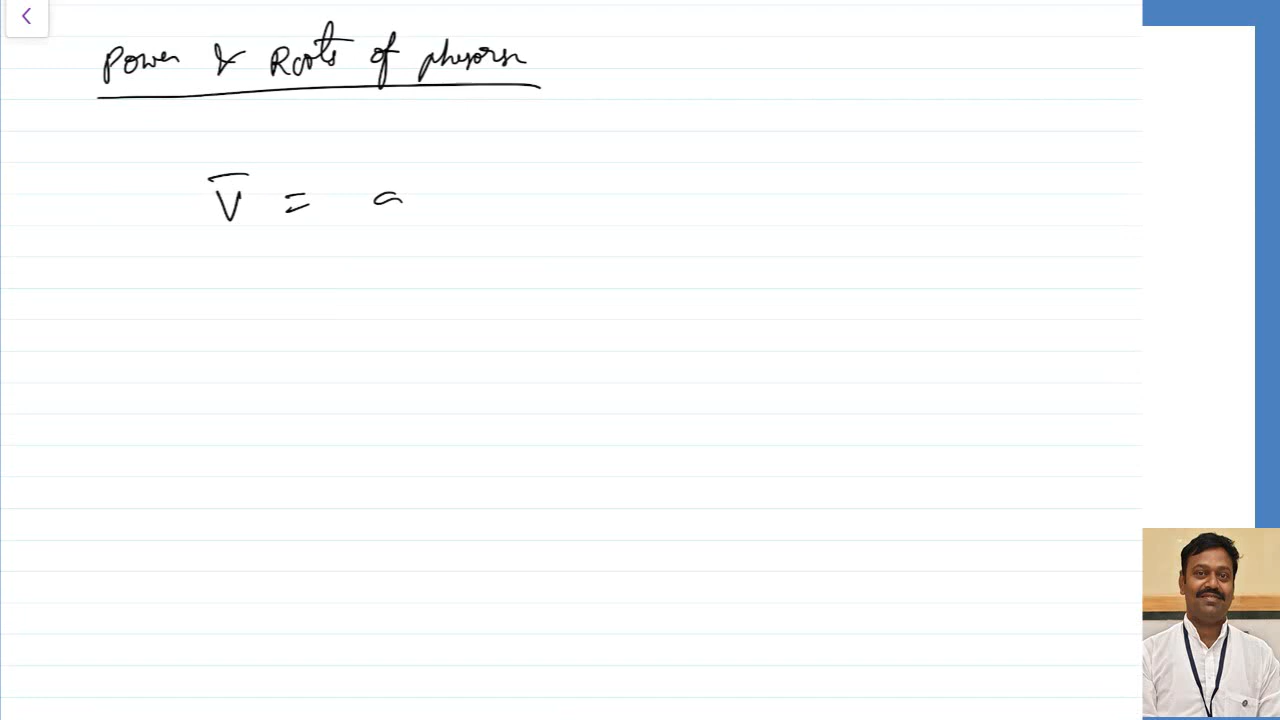 Power & Roots of phasors
V̅ = a